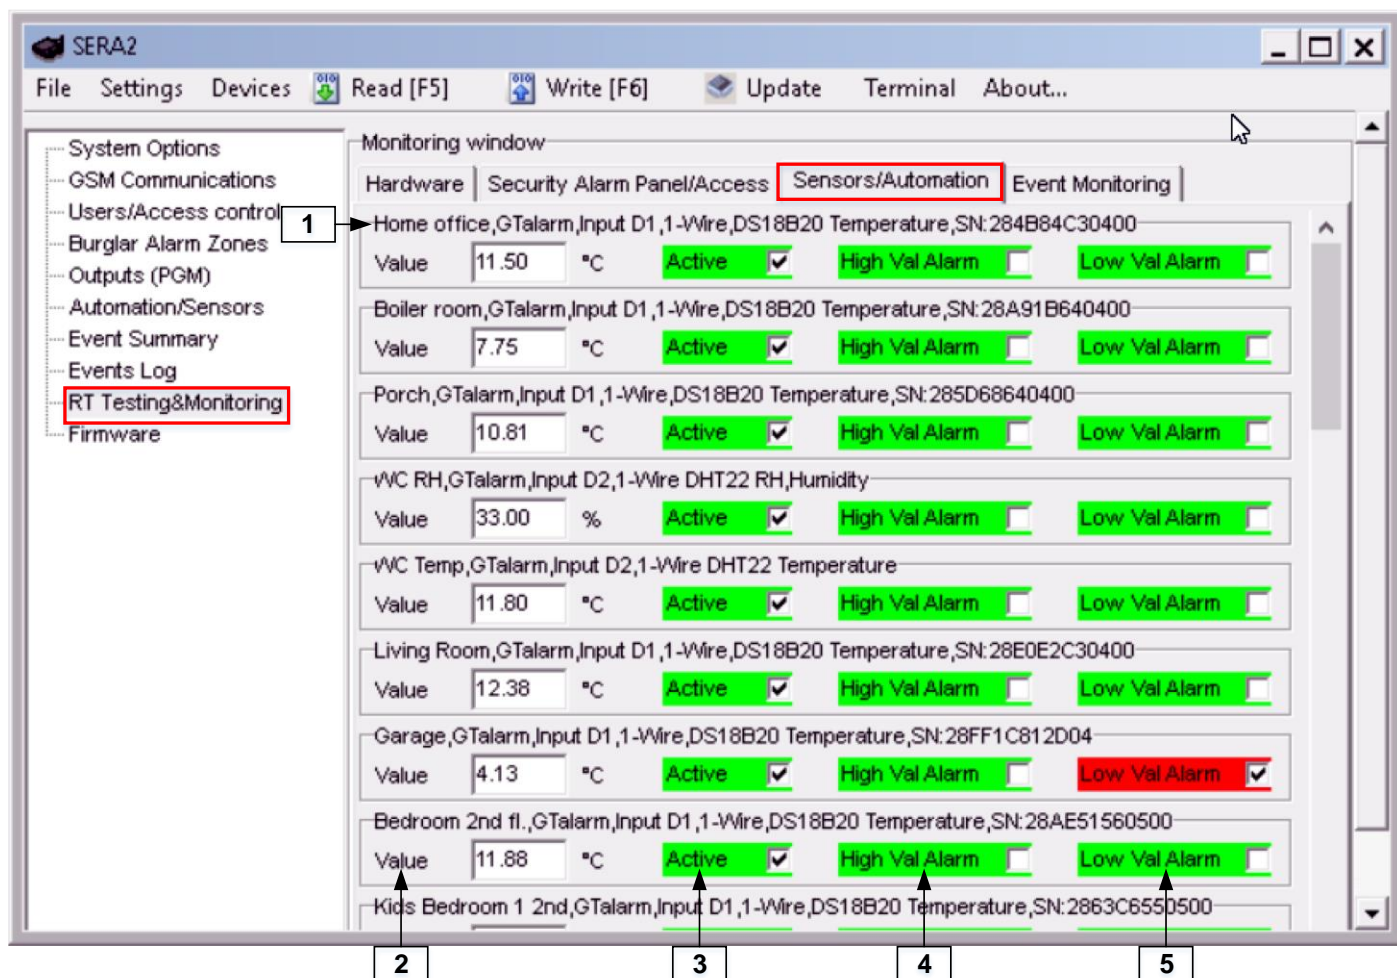 SERA2
File Settings Devices Read [F5] Write [F6] Update Terminal About...
System Options
GSM Communications
Users/Access control
Burglar Alarm Zones
Outputs (PGM)
Automation/Sensors
Event Summary
Events Log
RT Testing&Monitoring
Firmware
Monitoring window
Hardware Security Alarm Panel/Access Sensors/Automation Event Monitoring
1
Home office,GTalarm,Input D1,1-Wire,DS18B20 Temperature,SN:284B84C30400
Value 11.50 °C Active High Val Alarm Low Val Alarm
Boiler room,GTalarm,Input D1,1-Wire,DS18B20 Temperature,SN:28A91B640400
Value 7.75 °C Active High Val Alarm Low Val Alarm
Porch,GTalarm,Input D1,1-Wire,DS18B20 Temperature,SN:285D68640400
Value 10.81 °C Active High Val Alarm Low Val Alarm
WC RH,GTalarm,Input D2,1-Wire DHT22 RH,Humidity
Value 33.00 % Active High Val Alarm Low Val Alarm
WC Temp,GTalarm,Input D2,1-Wire DHT22 Temperature
Value 11.80 °C Active High Val Alarm Low Val Alarm
Living Room,GTalarm,Input D1,1-Wire,DS18B20 Temperature,SN:28E0E2C30400
Value 12.38 °C Active High Val Alarm Low Val Alarm
Garage,GTalarm,Input D1,1-Wire,DS18B20 Temperature,SN:28FF1C812D04
Value 4.13 °C Active High Val Alarm Low Val Alarm
Bedroom 2nd fl.,GTalarm,Input D1,1-Wire,DS18B20 Temperature,SN:28AE51560500
Value 11.88 °C Active High Val Alarm Low Val Alarm
Kids Bedroom 1 2nd,GTalarm,Input D1,1-Wire,DS18B20 Temperature,SN:2863C6550500
2 3 4 5